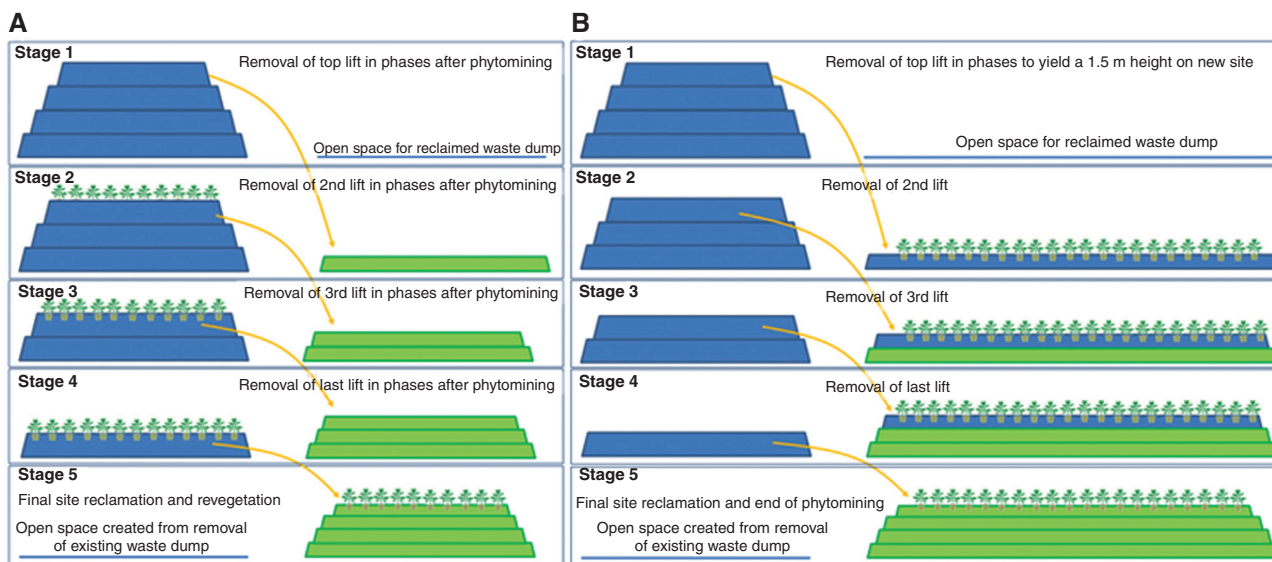 A
Stage 1
Removal of top lift in phases after phytomining
Open space for reclaimed waste dump
Stage 2
Removal of 2nd lift in phases after phytomining
Stage 3
Removal of 3rd lift in phases after phytomining
Stage 4
Removal of last lift in phases after phytomining
Stage 5
Final site reclamation and revegetation
Open space created from removal
of existing waste dump
B
Stage 1
Removal of top lift in phases to yield a 1.5 m height on new site
Open space for reclaimed waste dump
Stage 2
Removal of 2nd lift
Stage 3
Removal of 3rd lift
Stage 4
Removal of last lift
Stage 5
Final site reclamation and end of phytomining
Open space created from removal
of existing waste dump